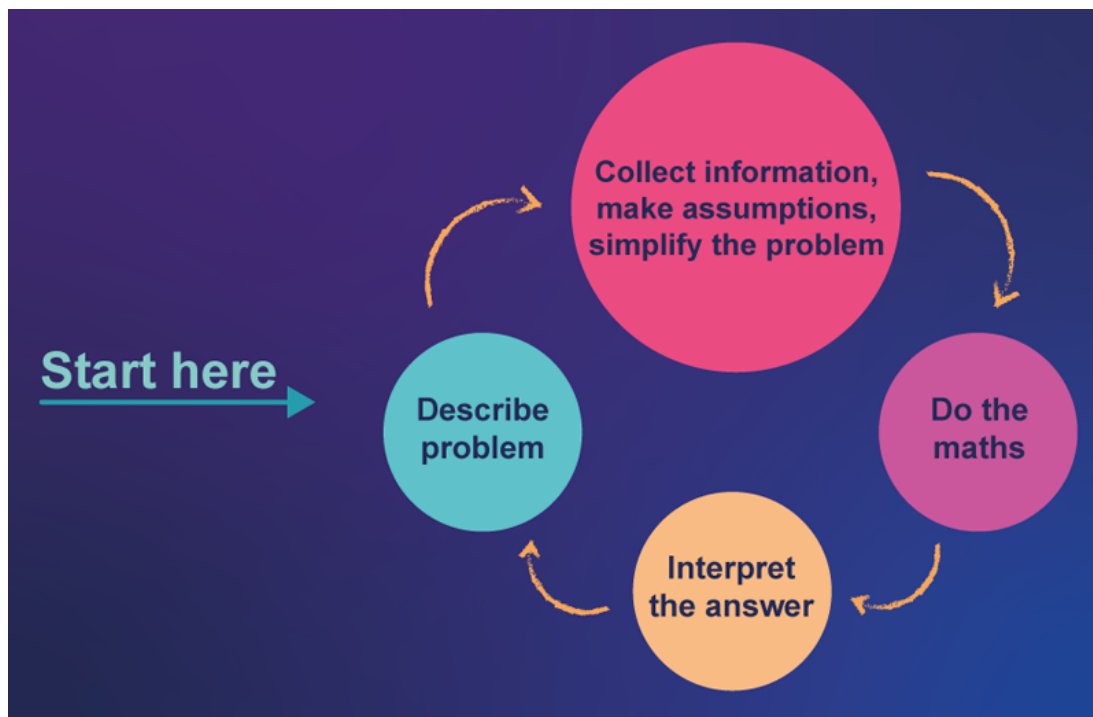 Start here
Describe
problem
Collect information,
make assumptions,
simplify the problem
Do the
maths
Interpret
the answer